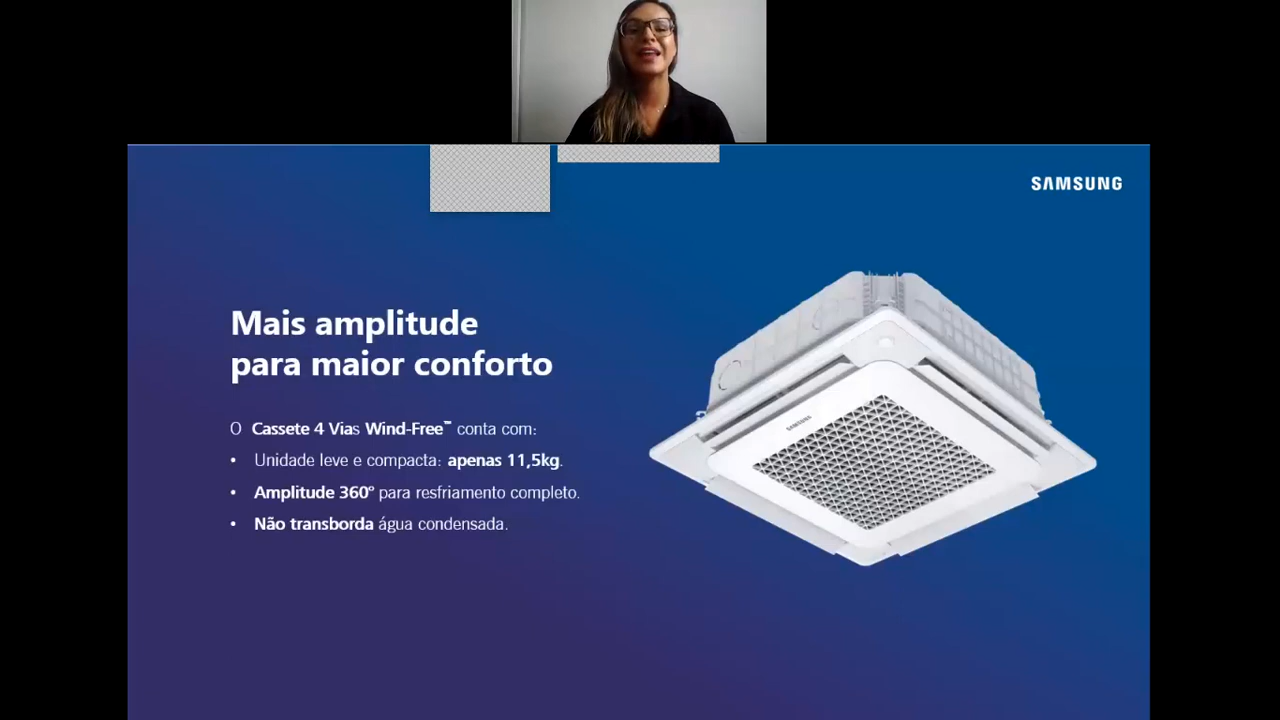 SAMSUNG
Mais amplitude
para maior conforto
O Cassete 4 Vias Wind-Free™ conta com:
• Unidade leve e compacta: apenas 11,5kg.
• Amplitude 360º para resfriamento completo.
• Não transborda água condensada.
SAMSUNG